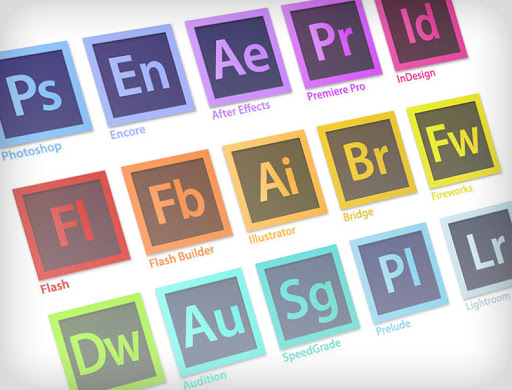 Ps
Photoshop
En
Encore
Ae
After Effects
Pr
Premiere Pro
Id
InDesign
Fl
Flash
Fb
Flash Builder
Ai
Illustrator
Br
Bridge
Fw
Fireworks
Dw
Au
Audition
Sg
SpeedGrade
Pl
Prelude
Lr
Lightroom